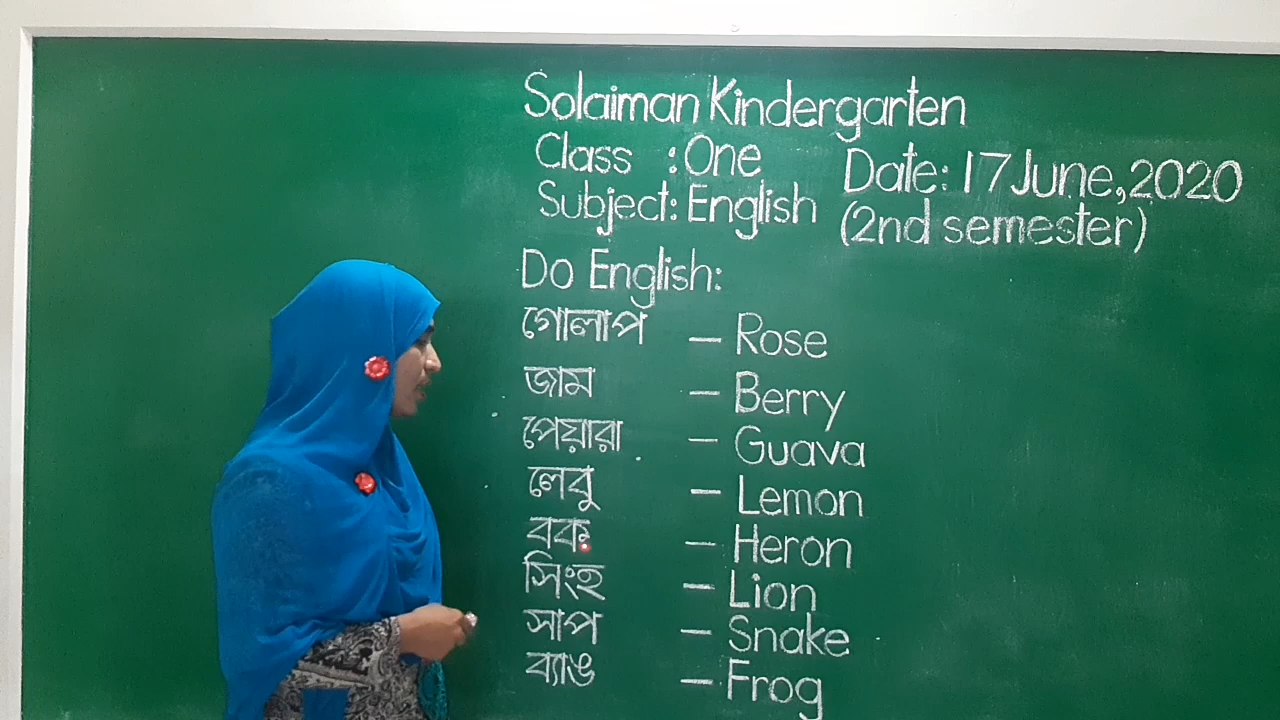 Solaiman Kindergarten
Class : One
Date: 17 June, 2020
Subject: English
(2nd semester)
Do English:
গোলাপ — Rose
জাম — Berry
পেয়ারা — Guava
লেবু — Lemon
বক — Heron
সিংহ — Lion
সাপ — Snake
ব্যাঙ — Frog